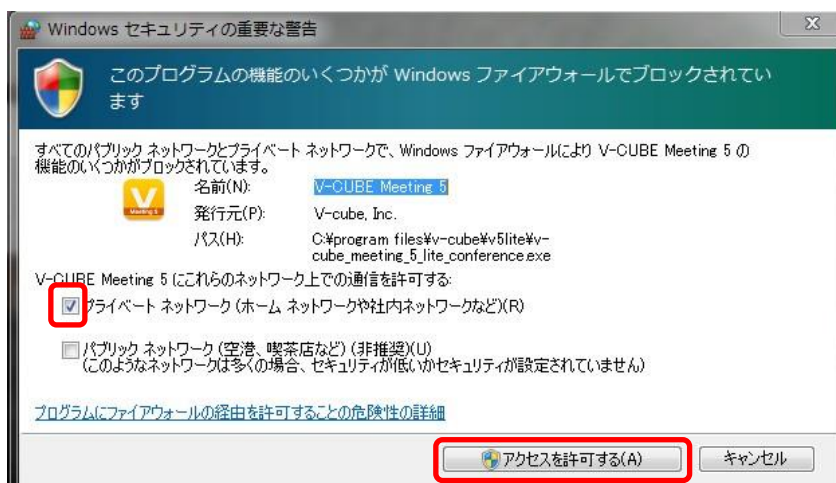 Windows セキュリティの重要な警告
このプログラムの機能のいくつかが Windows ファイアウォールでブロックされてい
ます
すべてのパブリック ネットワークとプライベート ネットワークで、Windows ファイアウォールにより V-CUBE Meeting 5 の
機能のいくつかがブロックされています。
名前(N): V-CUBE Meeting 5
発行元(P): V-cube, Inc.
パス(H): C:¥program files¥v-cube¥v5lite¥v-
cube_meeting_5_lite_conference.exe
V-CUBE Meeting 5 にこれらのネットワーク上での通信を許可する:
プライベート ネットワーク (ホーム ネットワークや社内ネットワークなど)(R)
パブリック ネットワーク (空港、喫茶店など) (非推奨)(U)
(このようなネットワークは多くの場合、セキュリティが低いかセキュリティが設定されていません)
プログラムにファイアウォールの経由を許可することの危険性の詳細
アクセスを許可する(A) キャンセル